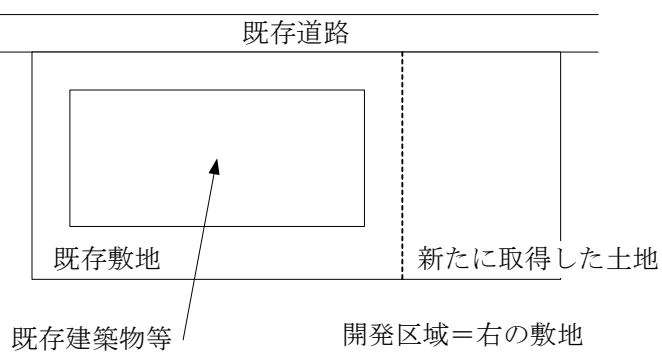 既存道路
既存敷地
新たに取得した土地
既存建築物等
開発区域＝右の敷地